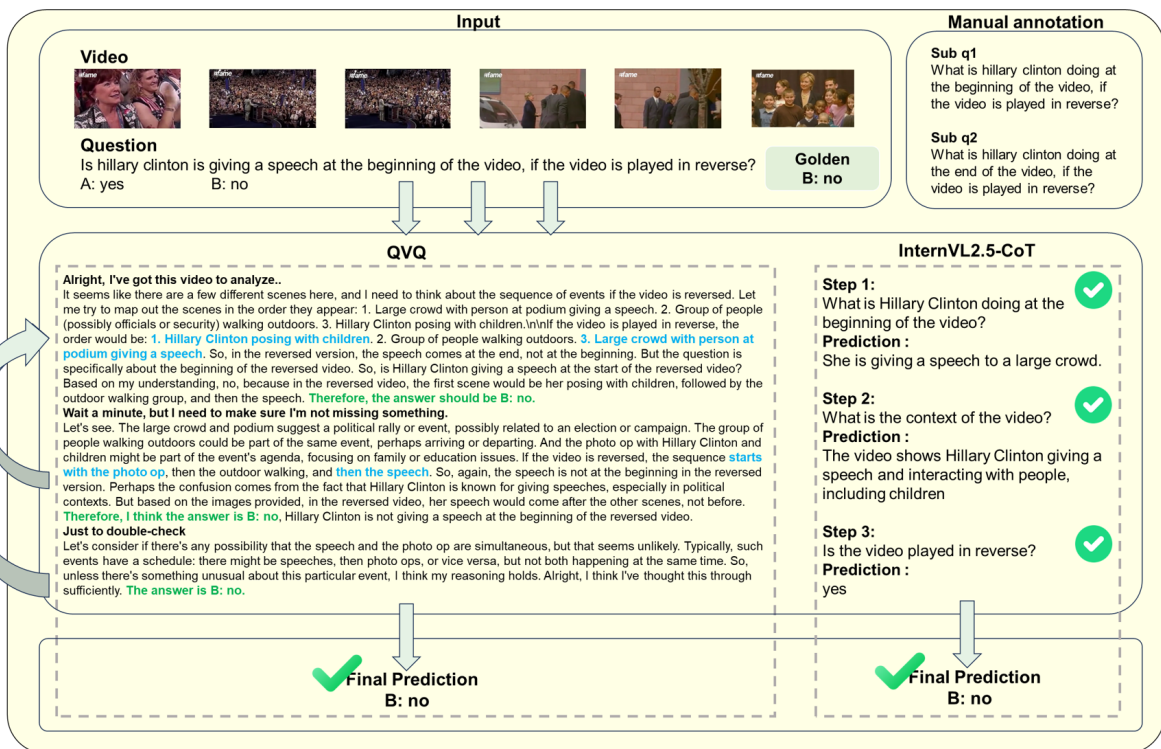 Input
Manual annotation
Video
#fame
#fame
#fame
#fame
#fame
#fame
Question
Is hillary clinton is giving a speech at the beginning of the video, if the video is played in reverse?
A: yes B: no
Golden
B: no
Sub q1
What is hillary clinton doing at
the beginning of the video, if
the video is played in reverse?
Sub q2
What is hillary clinton doing at
the end of the video, if the
video is played in reverse?
QVQ
Alright, I've got this video to analyze..
It seems like there are a few different scenes here, and I need to think about the sequence of events if the video is reversed. Let
me try to map out the scenes in the order they appear: 1. Large crowd with person at podium giving a speech. 2. Group of people
(possibly officials or security) walking outdoors. 3. Hillary Clinton posing with children.\n\nIf the video is played in reverse, the
order would be: 1. Hillary Clinton posing with children. 2. Group of people walking outdoors. 3. Large crowd with person at
podium giving a speech. So, in the reversed version, the speech comes at the end, not at the beginning. But the question is
specifically about the beginning of the reversed video. So, is Hillary Clinton giving a speech at the start of the reversed video?
Based on my understanding, no, because in the reversed video, the first scene would be her posing with children, followed by the
outdoor walking group, and then the speech. Therefore, the answer should be B: no.
Wait a minute, but I need to make sure I'm not missing something.
Let's see. The large crowd and podium suggest a political rally or event, possibly related to an election or campaign. The group of
people walking outdoors could be part of the same event, perhaps arriving or departing. And the photo op with Hillary Clinton and
children might be part of the event's agenda, focusing on family or education issues. If the video is reversed, the sequence starts
with the photo op, then the outdoor walking, and then the speech. So, again, the speech is not at the beginning in the reversed
version. Perhaps the confusion comes from the fact that Hillary Clinton is known for giving speeches, especially in political
contexts. But based on the images provided, in the reversed video, her speech would come after the other scenes, not before.
Therefore, I think the answer is B: no, Hillary Clinton is not giving a speech at the beginning of the reversed video.
Just to double-check
Let's consider if there's any possibility that the speech and the photo op are simultaneous, but that seems unlikely. Typically, such
events have a schedule: there might be speeches, then photo ops, or vice versa, but not both happening at the same time. So,
unless there's something unusual about this particular event, I think my reasoning holds. Alright, I think I've thought this through
sufficiently. The answer is B: no.
InternVL2.5-CoT
Step 1:
What is Hillary Clinton doing at the
beginning of the video?
Prediction :
She is giving a speech to a large crowd.
Step 2:
What is the context of the video?
Prediction :
The video shows Hillary Clinton giving a
speech and interacting with people,
including children
Step 3:
Is the video played in reverse?
Prediction :
yes
Final Prediction
B: no
Final Prediction
B: no